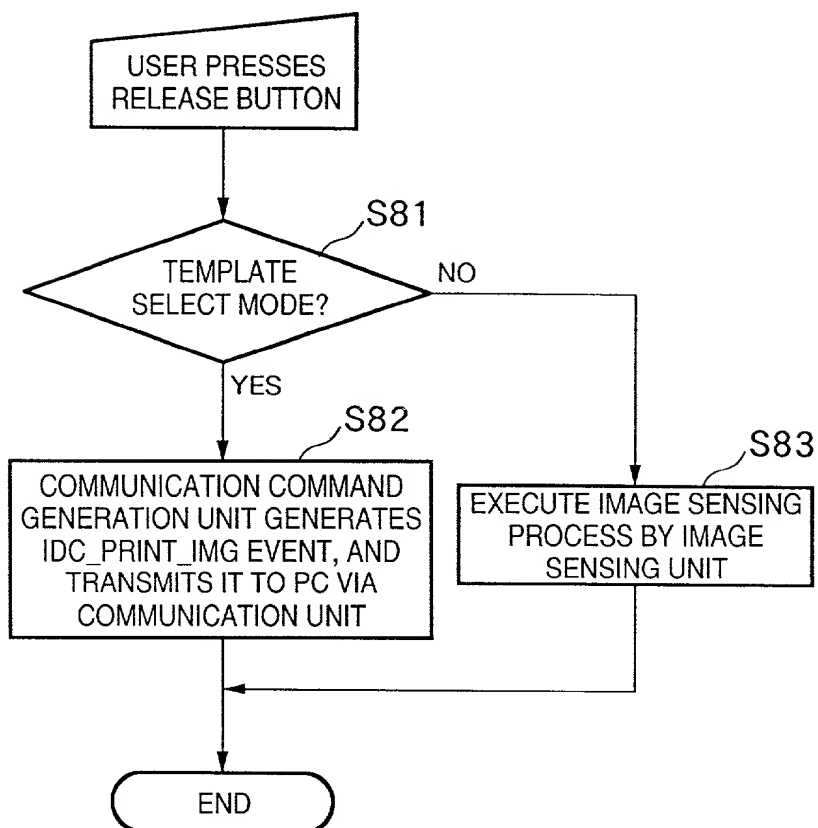 USER PRESSES
RELEASE BUTTON
S81
TEMPLATE
SELECT MODE?
NO
YES
S82
COMMUNICATION COMMAND
GENERATION UNIT GENERATES
IDC_PRINT_IMG EVENT, AND
TRANSMITS IT TO PC VIA
COMMUNICATION UNIT
S83
EXECUTE IMAGE SENSING
PROCESS BY IMAGE
SENSING UNIT
END